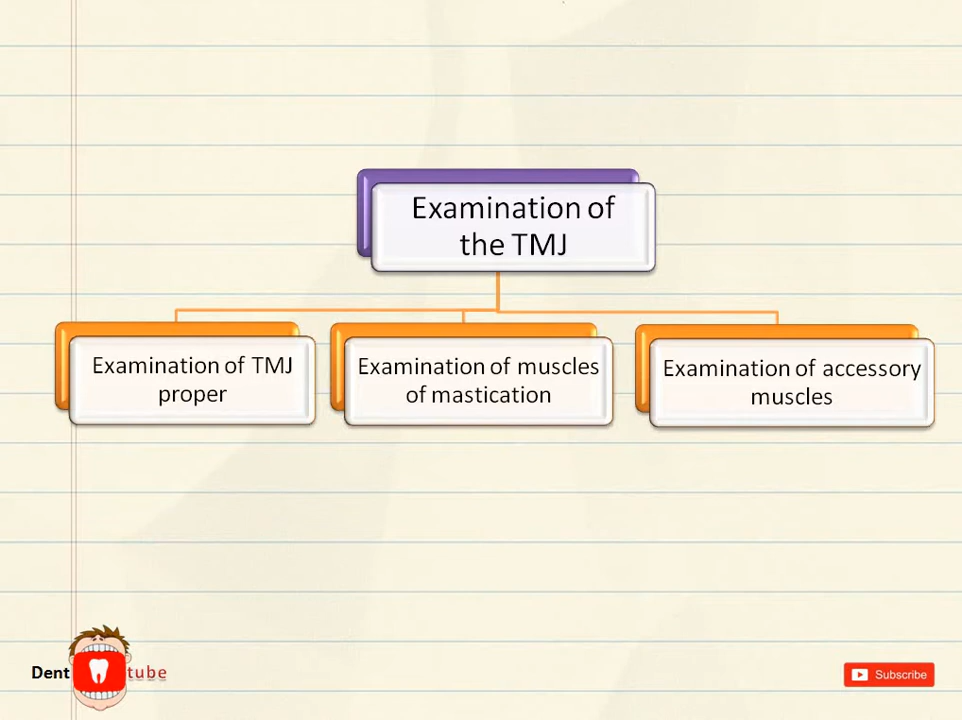 Examination of
the TMJ
Examination of TMJ
proper
Examination of muscles
of mastication
Examination of accessory
muscles
Dent tube
Subscribe